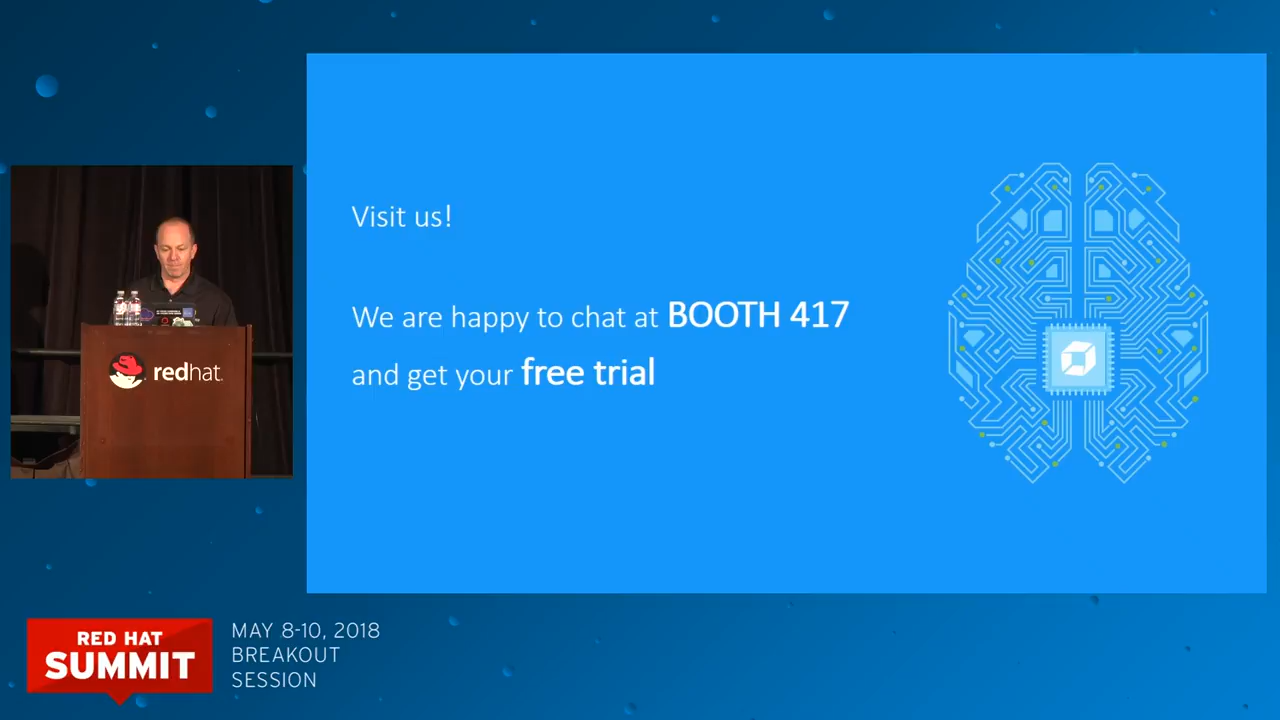 Visit us!
We are happy to chat at BOOTH 417
and get your free trial
redhat.
RED HAT
SUMMIT
MAY 8-10, 2018
BREAKOUT
SESSION